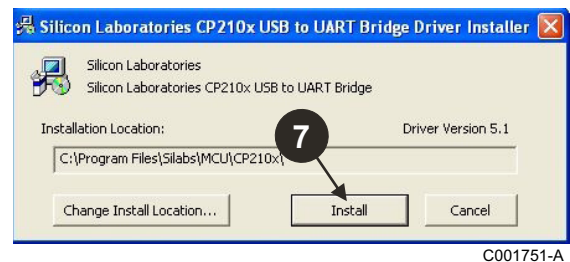 Silicon Laboratories CP210x USB to UART Bridge Driver Installer
Silicon Laboratories
Silicon Laboratories CP210x USB to UART Bridge
Installation Location:
Driver Version 5.1
7
C:\Program Files\Silabs\MCU\CP210x\
Change Install Location...
Install
Cancel
C001751-A